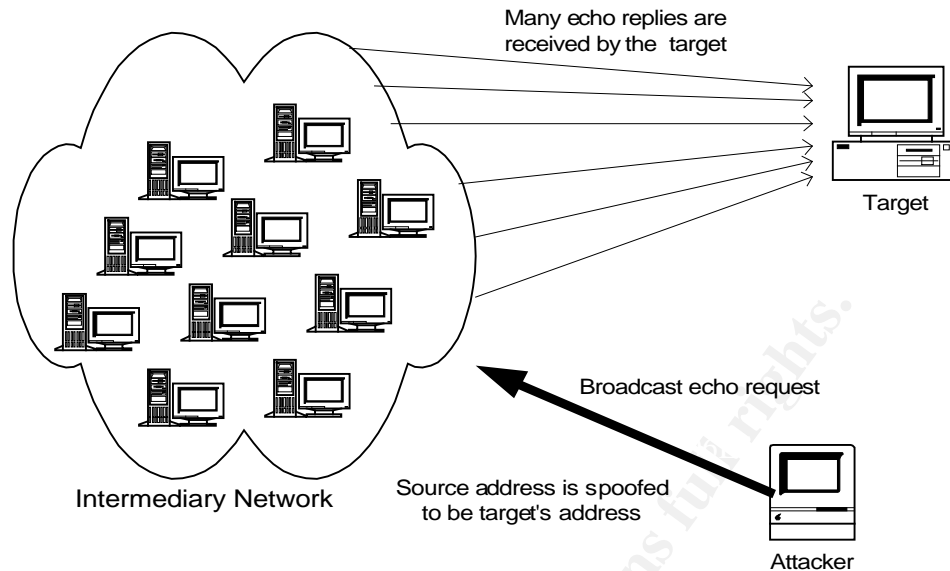 Many echo replies are
received by the target
Target
Broadcast echo request
Intermediary Network
Source address is spoofed
to be target's address
Attacker
rights.